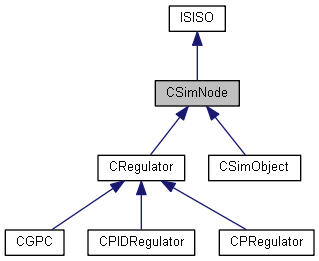 ISISO
CSimNode
CRegulator
CSimObject
CGPC
CPIDRegulator
CPRegulator